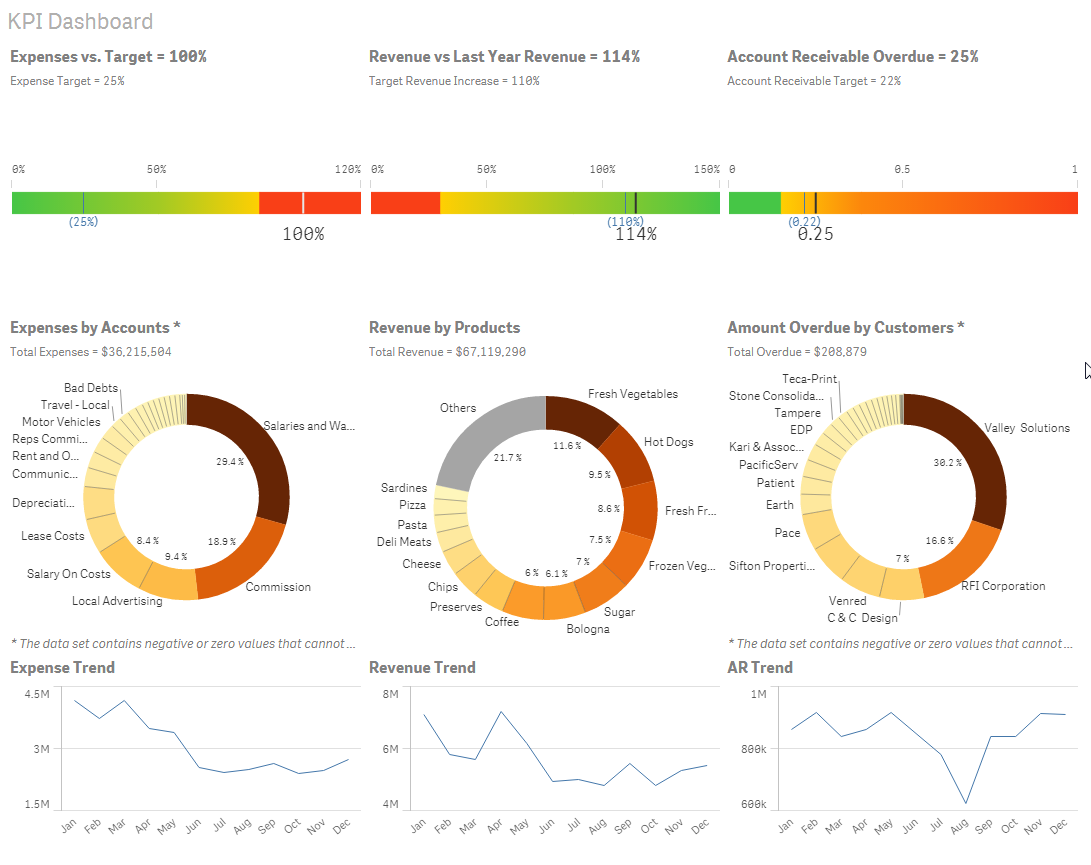 KPI Dashboard
Expenses vs. Target = 100%
Expense Target = 25%
0%
50%
120%
(25%)
100%
Revenue vs Last Year Revenue = 114%
Target Revenue Increase = 110%
0%
50%
100%
150%
(110%)
114%
Account Receivable Overdue = 25%
Account Receivable Target = 22%
0
0.5
1
(0.22)
0.25
Expenses by Accounts *
Total Expenses = $36,215,504
Bad Debts
Travel - Local
Motor Vehicles
Reps Commi...
Rent and O...
Communic...
Depreciati...
Lease Costs
Salary On Costs
Local Advertising
Commission
Salaries and Wa...
29.4 %
18.9 %
9.4 %
8.4 %
* The data set contains negative or zero values that cannot ...
Revenue by Products
Total Revenue = $67,119,290
Others
Fresh Vegetables
Hot Dogs
Fresh Fr...
Frozen Veg...
Sugar
Bologna
Coffee
Preserves
Chips
Cheese
Deli Meats
Pasta
Pizza
Sardines
21.7 %
11.6 %
9.5 %
8.6 %
7.5 %
7 %
6.1 %
6 %
Amount Overdue by Customers *
Total Overdue = $208,879
Teca-Print
Stone Consolida...
Tampere
EDP
Kari & Assoc...
PacificServ
Patient
Earth
Pace
Sifton Properti...
Venred
C & C Design
RFI Corporation
Valley Solutions
30.2 %
16.6 %
7 %
* The data set contains negative or zero values that cannot ...
Expense Trend
4.5M
3M
1.5M
Jan Feb Mar Apr May Jun Jul Aug Sep Oct Nov Dec
Revenue Trend
8M
6M
4M
Jan Feb Mar Apr May Jun Jul Aug Sep Oct Nov Dec
AR Trend
1M
800k
600k
Jan Feb Mar Apr May Jun Jul Aug Sep Oct Nov Dec